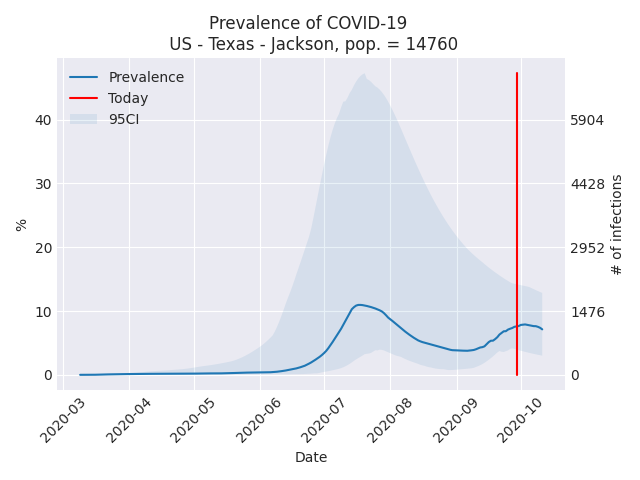 Prevalence of COVID-19
US - Texas - Jackson, pop. = 14760
Prevalence
Today
95CI
%
40
30
20
10
0
5904
4428
2952
1476
0
# of infections
2020-03
2020-04
2020-05
2020-06
2020-07
2020-08
2020-09
2020-10
Date